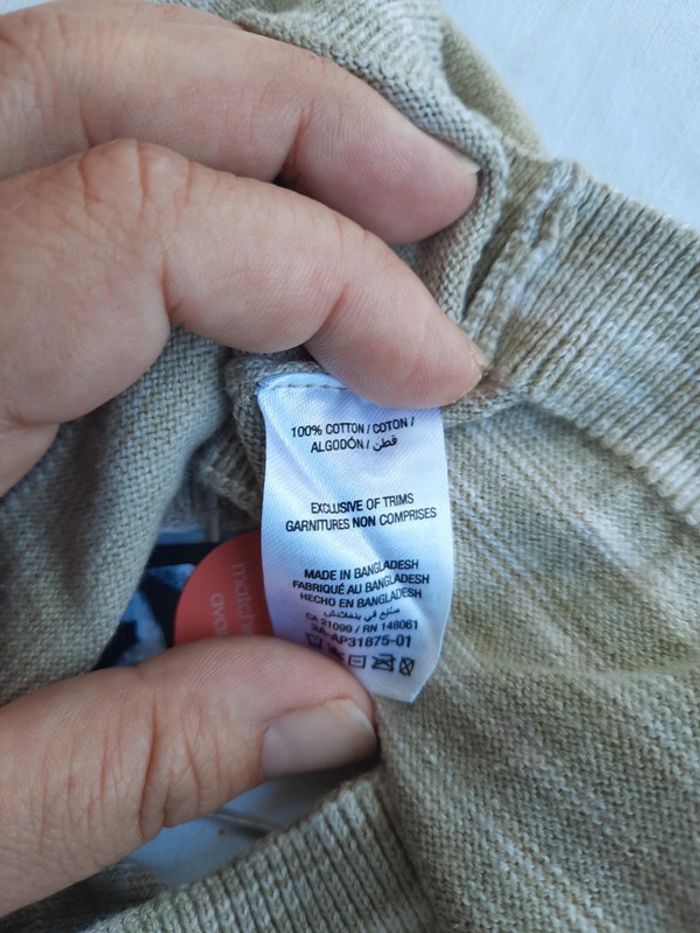 100% COTTON / COTON /
ALGODÓN / قطن
EXCLUSIVE OF TRIMS
GARNITURES NON COMPRISES
MADE IN BANGLADESH
FABRIQUÉ AU BANGLADESH
HECHO EN BANGLADESH
صنع في بنغلادش
CA 21099 / RN 148061
AP31875-01